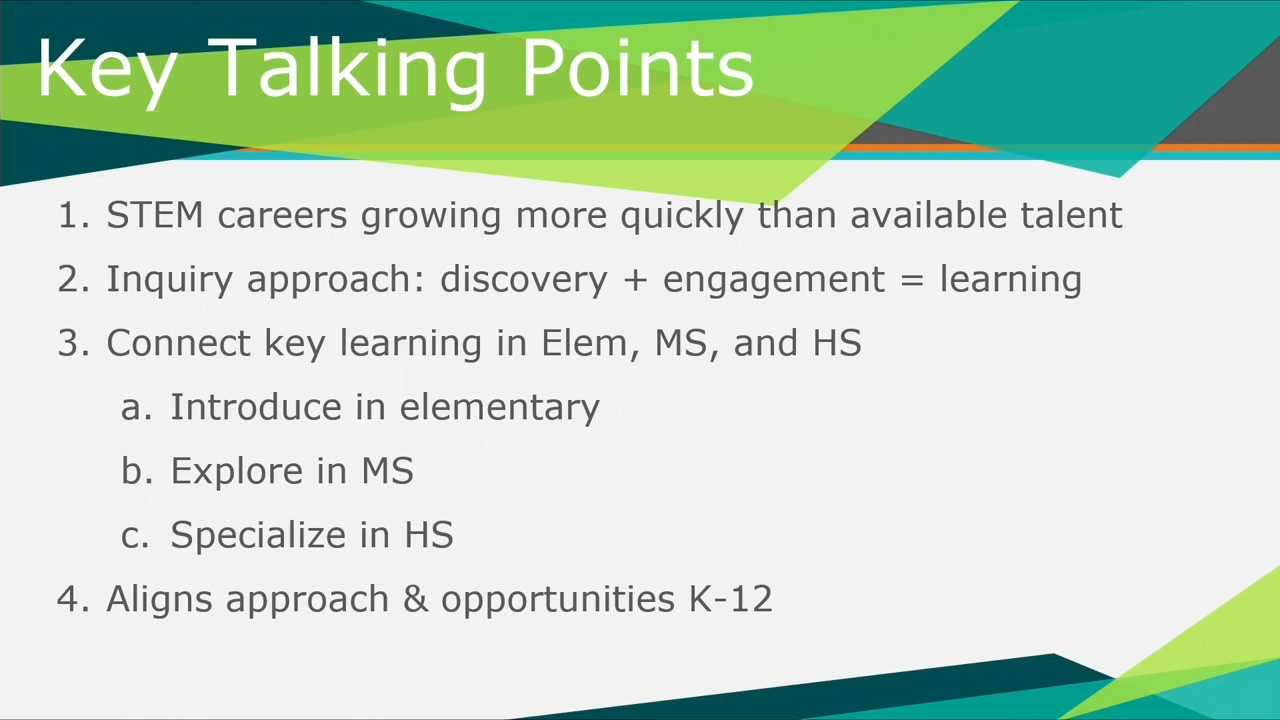 Key Talking Points
1. STEM careers growing more quickly than available talent
2. Inquiry approach: discovery + engagement = learning
3. Connect key learning in Elem, MS, and HS
a. Introduce in elementary
b. Explore in MS
c. Specialize in HS
4. Aligns approach & opportunities K-12